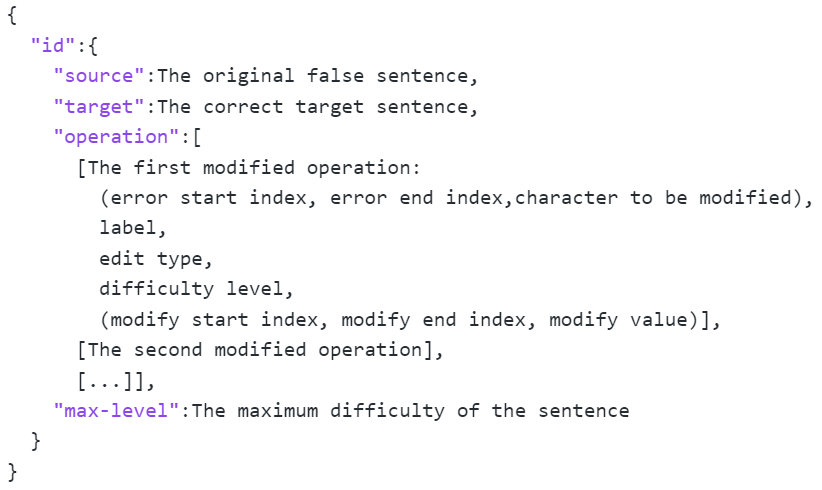 {
  "id":{
    "source":The original false sentence,
    "target":The correct target sentence,
    "operation":[
      [The first modified operation:
        (error start index, error end index,character to be modified),
        label,
        edit type,
        difficulty level,
        (modify start index, modify end index, modify value)],
      [The second modified operation],
      [...]],
    "max-level":The maximum difficulty of the sentence
  }
}